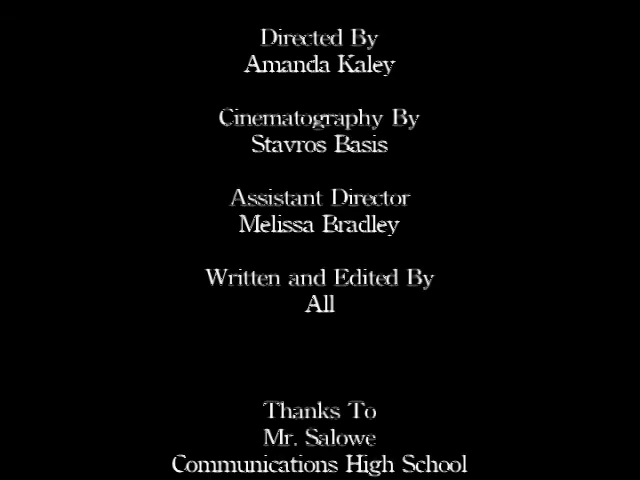 Directed By
Amanda Kaley
Cinematography By
Stavros Basis
Assistant Director
Melissa Bradley
Written and Edited By
All
Thanks To
Mr. Salowe
Communications High School